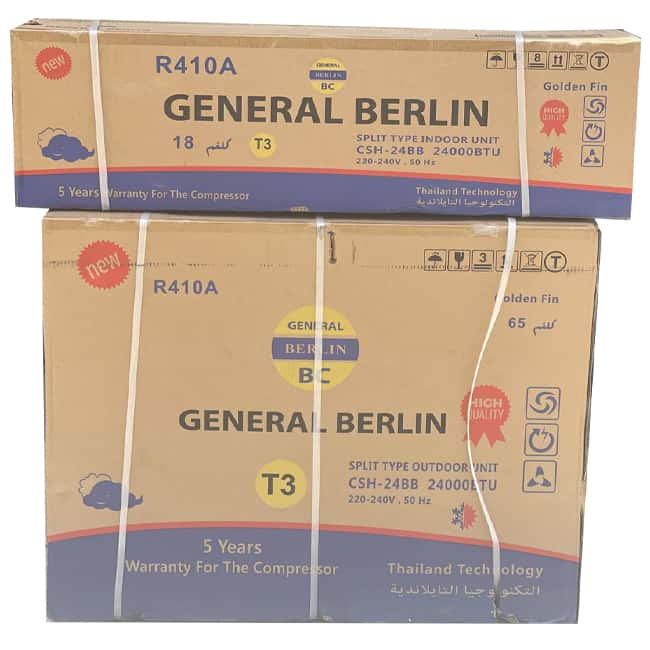 new
R410A
GENERAL
BERLIN
BC
8 11 T
Golden Fin
GENERAL BERLIN
HIGH
QUALITY
18 كلغم
T3
SPLIT TYPE INDOOR UNIT
CSH-24BB 24000BTU
220-240V . 50 Hz
5 Years Warranty For The Compressor
Thailand Technology
التكنولوجيا التايلاندية
new
R410A
3 T
Golden Fin
65 كلغم
GENERAL
BERLIN
BC
HIGH
QUALITY
GENERAL BERLIN
T3
SPLIT TYPE OUTDOOR UNIT
CSH-24BB 24000BTU
220-240V . 50 Hz
5 Years
Warranty For The Compressor
Thailand Technology
التكنولوجيا التايلاندية